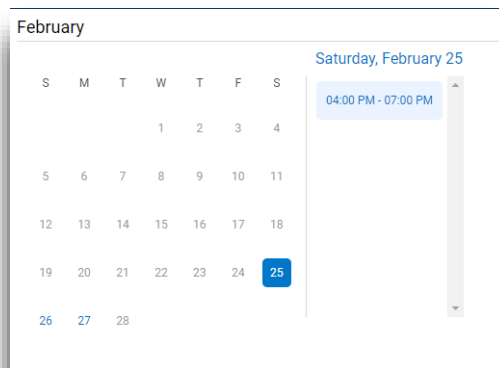 February
Saturday, February 25
S M T W T F S
04:00 PM - 07:00 PM
1 2 3 4
5 6 7 8 9 10 11
12 13 14 15 16 17 18
19 20 21 22 23 24 25
26 27 28